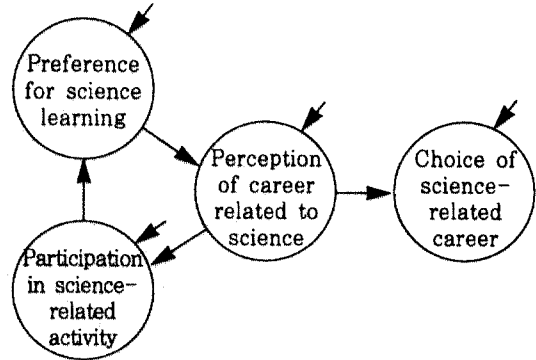 Preference
for science
learning
Perception
of career
related to
science
Choice of
science-
related
career
Participation
in science-
related
activity